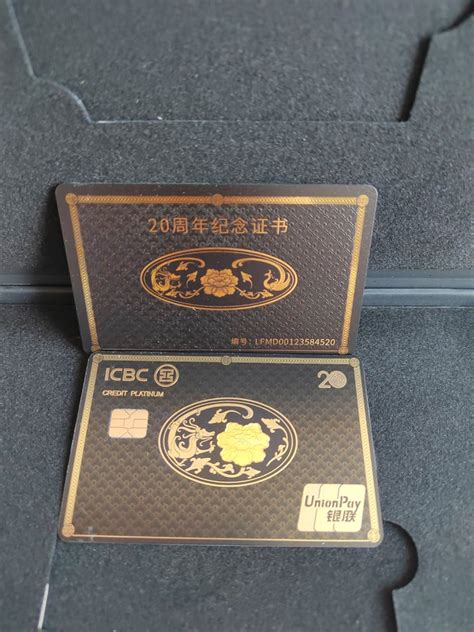 20周年纪念证书
编号：LFMD00123584520
ICBC
20
CREDIT PLATINUM
UnionPay
银联